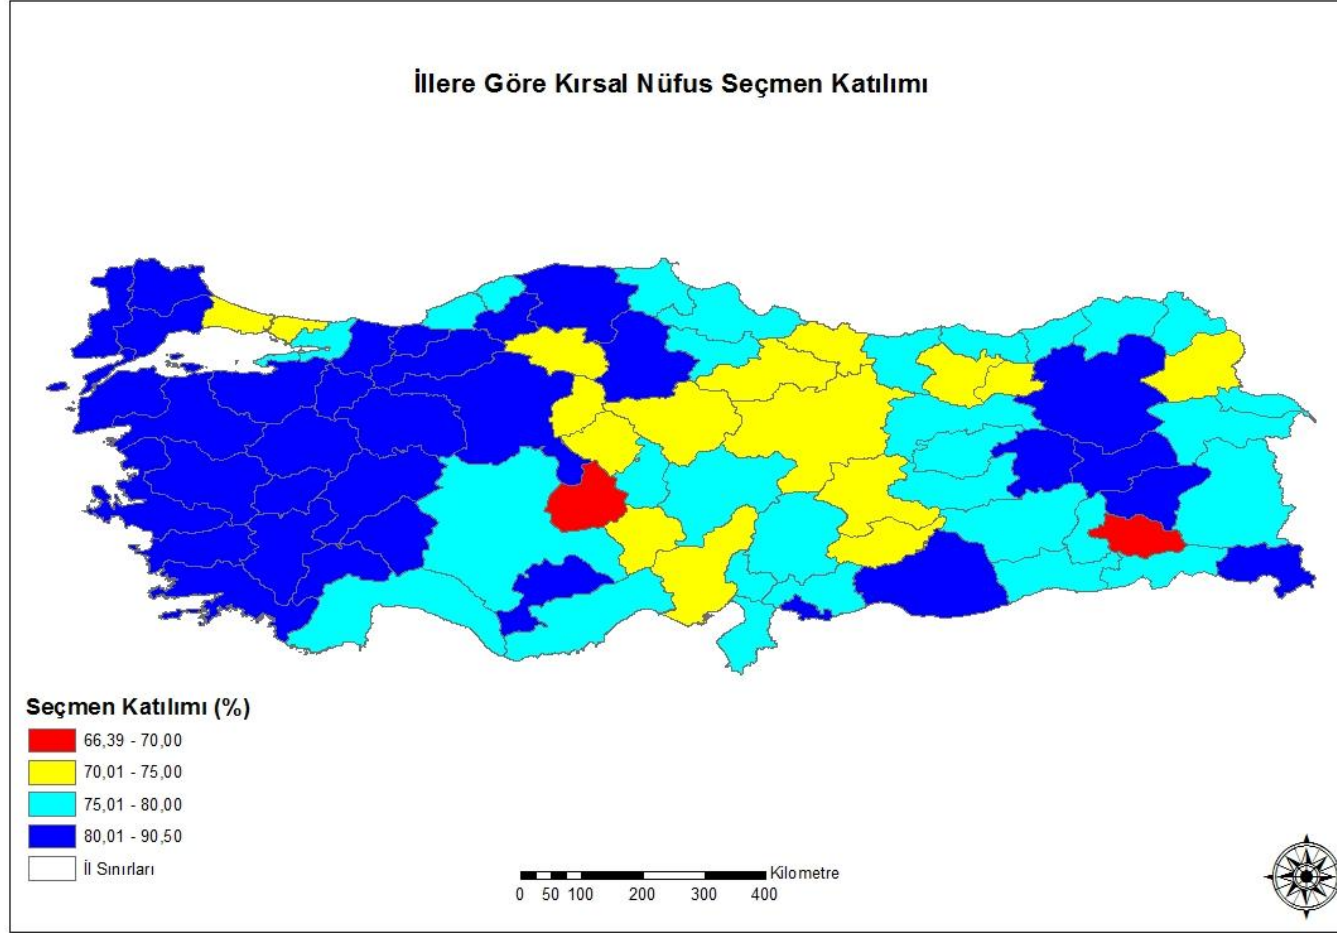 İllere Göre Kırsal Nüfus Seçmen Katılımı
Seçmen Katılımı (%)
66,39 - 70,00
70,01 - 75,00
75,01 - 80,00
80,01 - 90,50
İl Sınırları
Kilometre
0 50 100 200 300 400